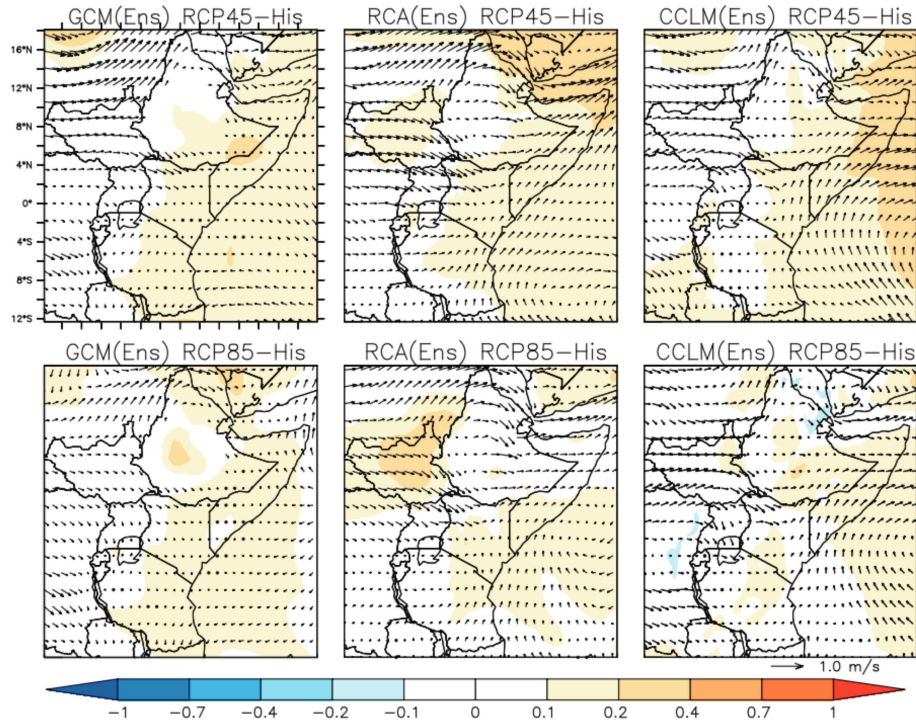 GCM(Ens) RCP45−His RCA(Ens) RCP45−His CCLM(Ens) RCP45−His
16°N
12°N
8°N
4°N
0°
4°S
8°S
12°S
GCM(Ens) RCP85−His RCA(Ens) RCP85−His CCLM(Ens) RCP85−His
1.0 m/s
−1 −0.7 −0.4 −0.2 −0.1 0 0.1 0.2 0.4 0.7 1